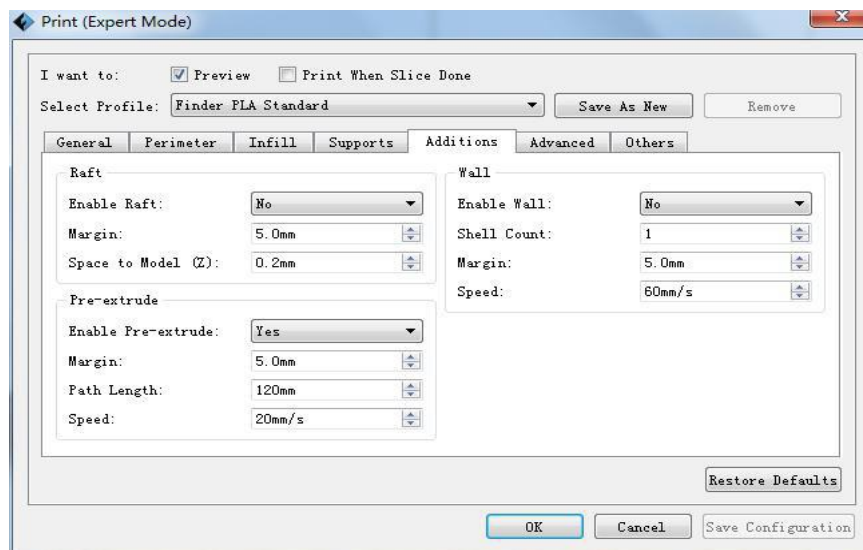 Print (Expert Mode)
I want to: Preview Print When Slice Done
Select Profile: Finder PLA Standard Save As New Remove
General Perimeter Infill Supports Additions Advanced Others
Raft
Enable Raft: No
Margin: 5.0mm
Space to Model (Z): 0.2mm
Pre-extrude
Enable Pre-extrude: Yes
Margin: 5.0mm
Path Length: 120mm
Speed: 20mm/s
Wall
Enable Wall: No
Shell Count: 1
Margin: 5.0mm
Speed: 60mm/s
Restore Defaults
OK Cancel Save Configuration